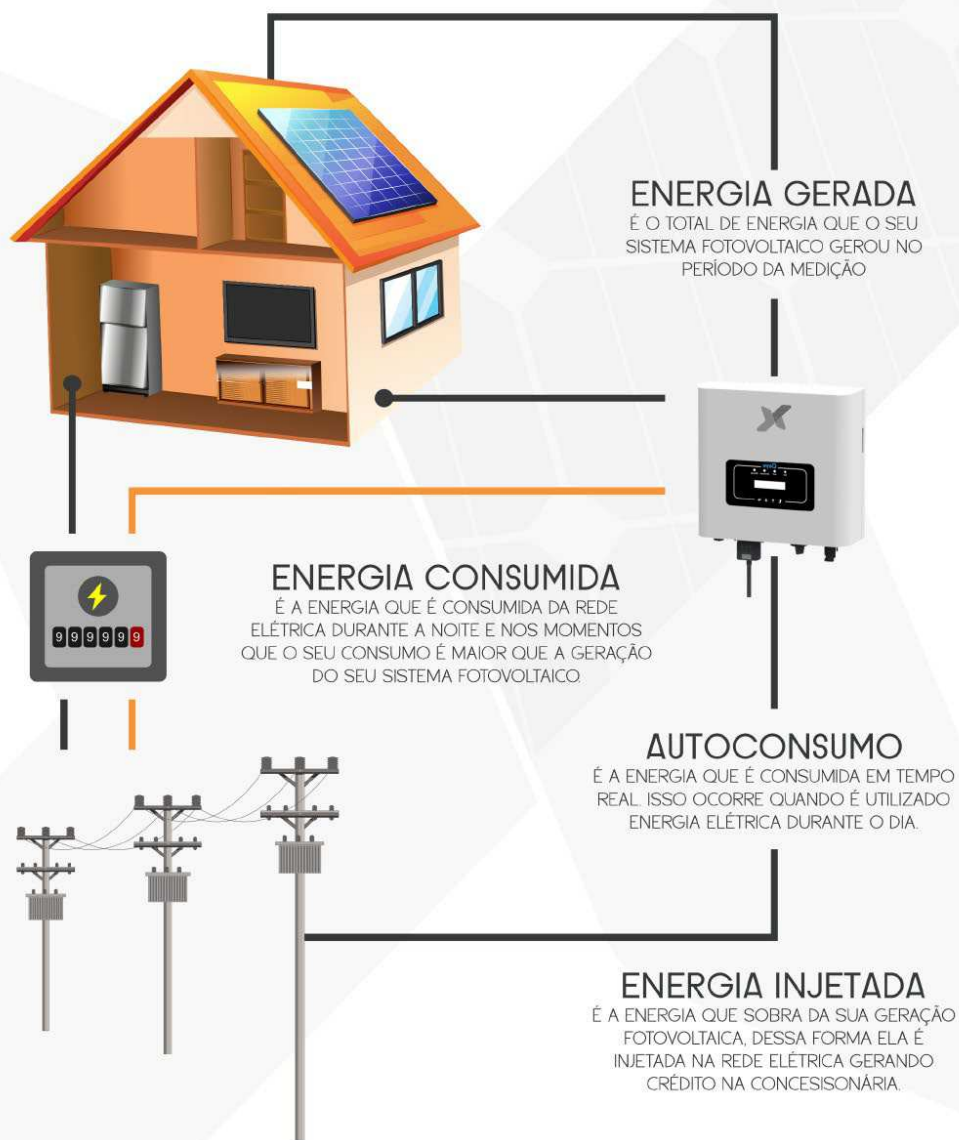 ENERGIA GERADA
É O TOTAL DE ENERGIA QUE O SEU
SISTEMA FOTOVOLTAICO GEROU NO
PERÍODO DA MEDIÇÃO
ENERGIA CONSUMIDA
É A ENERGIA QUE É CONSUMIDA DA REDE
ELÉTRICA DURANTE A NOITE E NOS MOMENTOS
QUE O SEU CONSUMO É MAIOR QUE A GERAÇÃO
DO SEU SISTEMA FOTOVOLTAICO.
999999
AUTOCONSUMO
É A ENERGIA QUE É CONSUMIDA EM TEMPO
REAL. ISSO OCORRE QUANDO É UTILIZADO
ENERGIA ELÉTRICA DURANTE O DIA.
ENERGIA INJETADA
É A ENERGIA QUE SOBRA DA SUA GERAÇÃO
FOTOVOLTAICA, DESSA FORMA ELA É
INJETADA NA REDE ELÉTRICA GERANDO
CRÉDITO NA CONCESISONÁRIA.